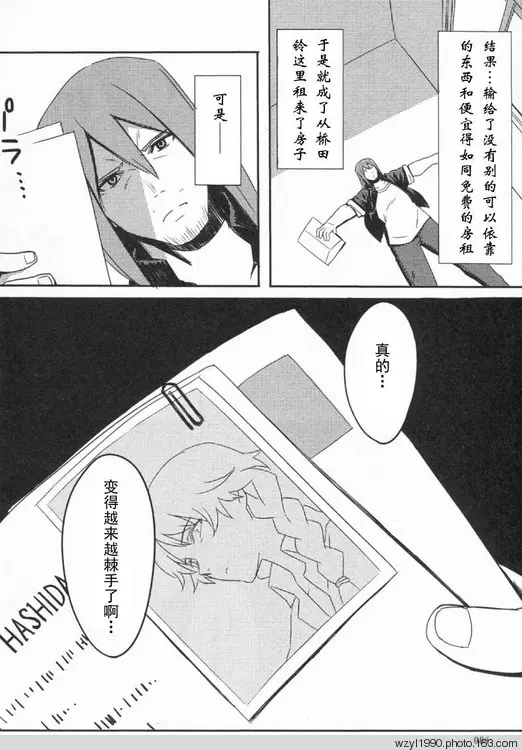 结果…输给了没有别的可以依靠
的东西和便宜得如同免费的房租
于是就成了从桥田
铃这里租来了房子
可是——
ペラ……
真的…
变得越来越棘手了啊…
HASHIDA
wzyl1990.photo.163.com